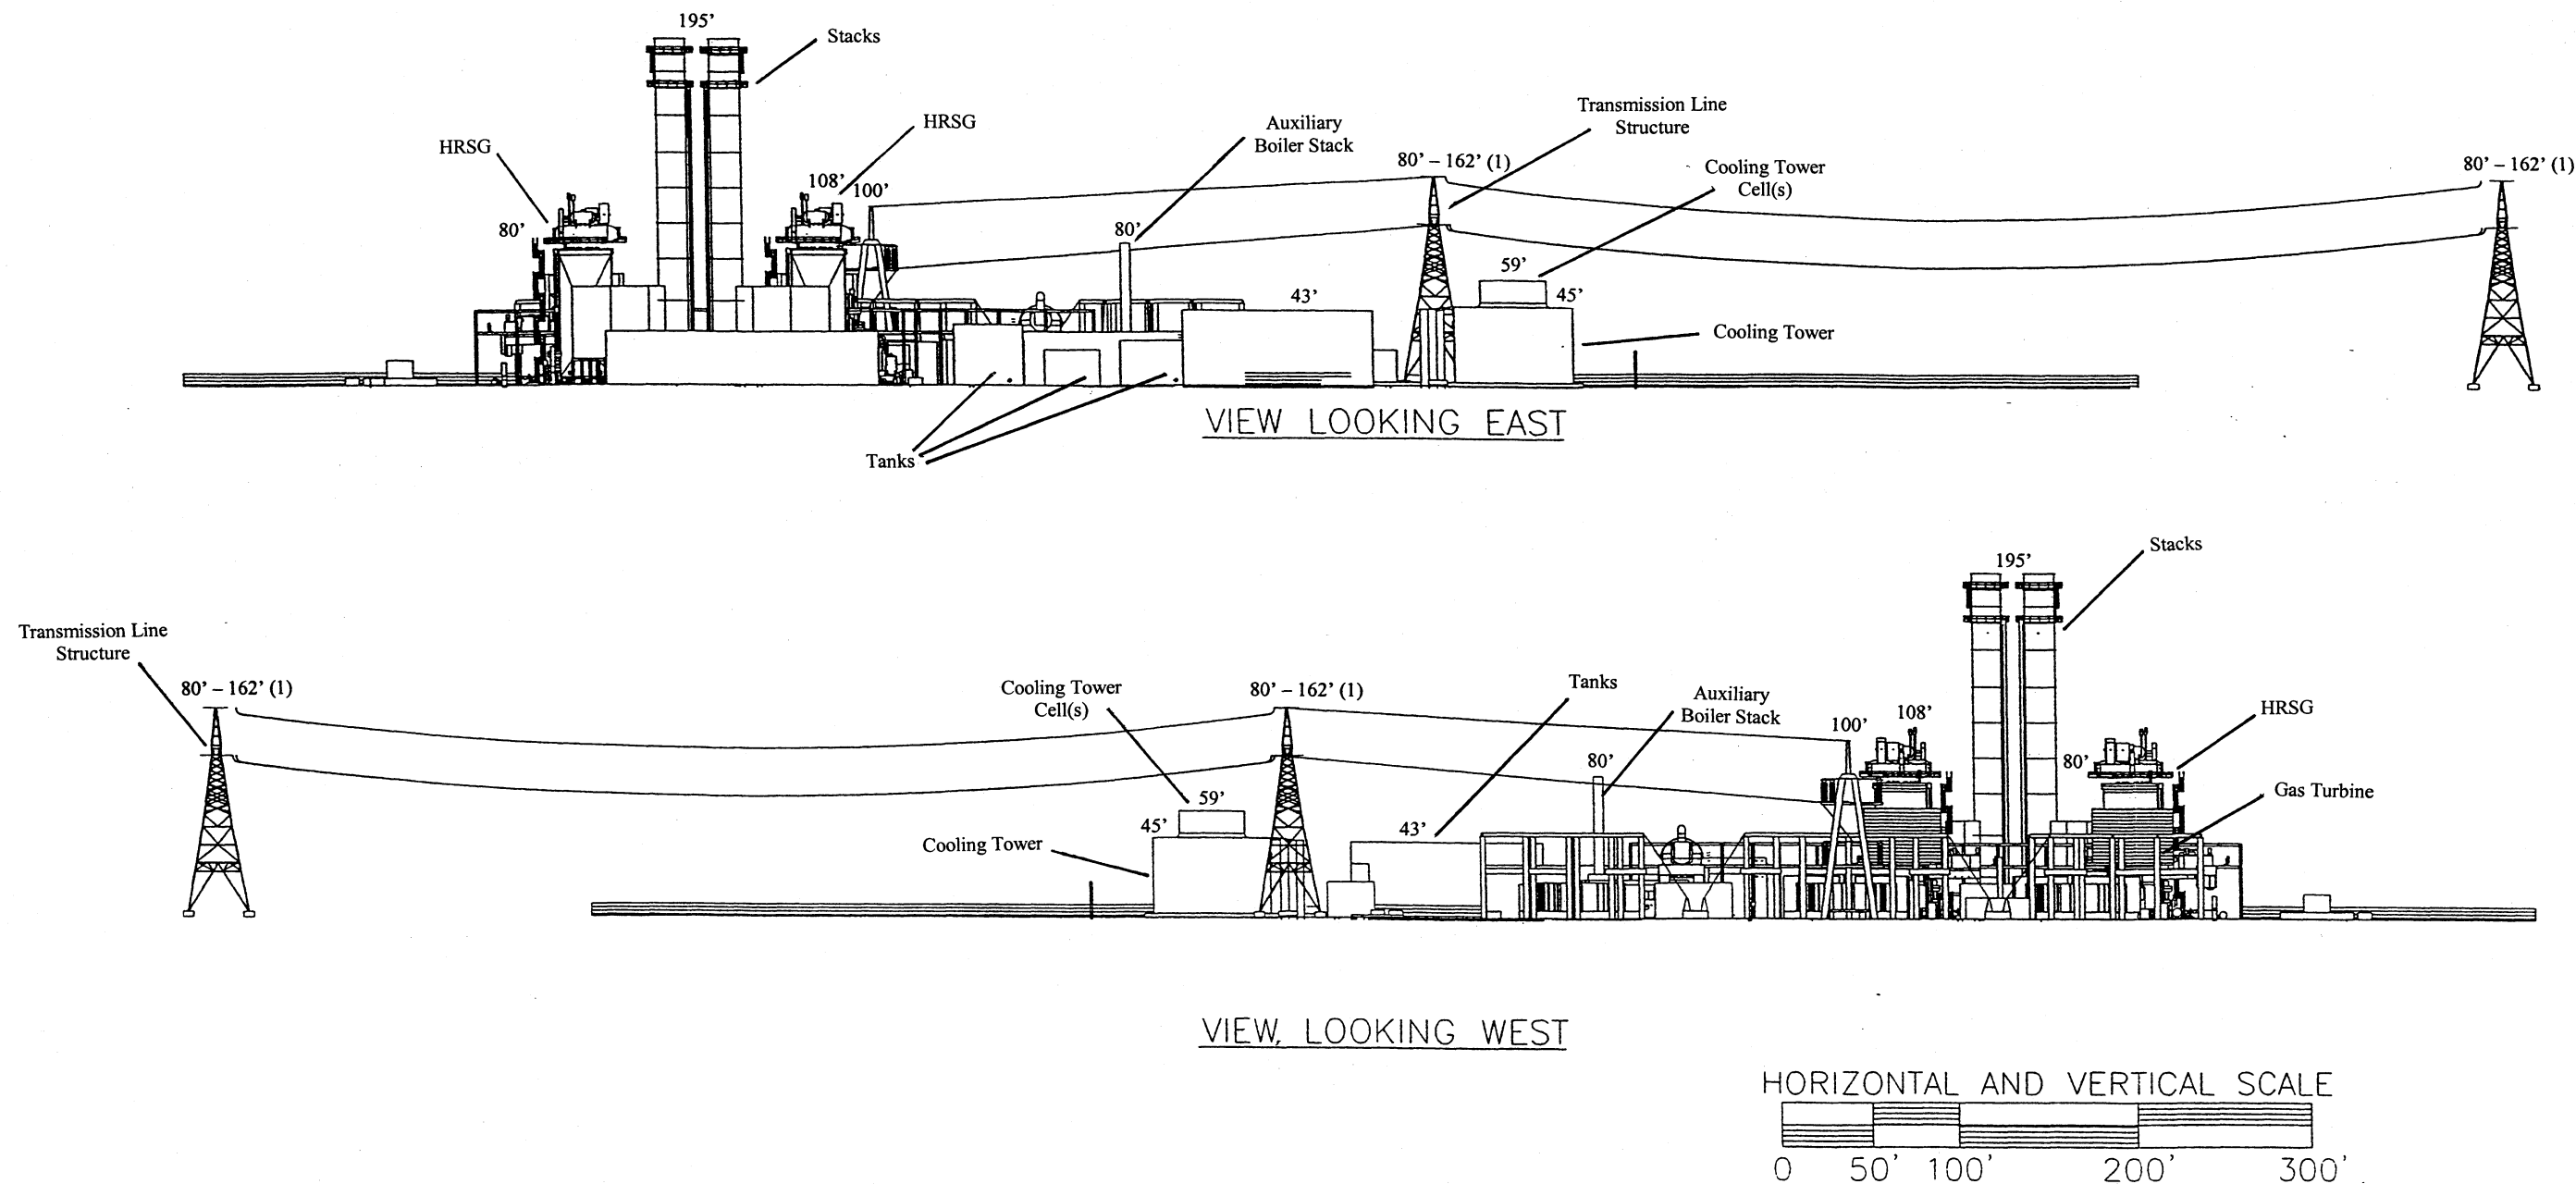 195’
Stacks
HRSG
HRSG
108’
100’
80’
Auxiliary
Boiler Stack
80’
Transmission Line
Structure
80’ – 162’ (1)
Cooling Tower
Cell(s)
80’ – 162’ (1)
59’
45’
43’
Cooling Tower
Tanks
VIEW LOOKING EAST
195’
Stacks
Transmission Line
Structure
80’ – 162’ (1)
Cooling Tower
Cell(s)
80’ – 162’ (1)
Tanks
Auxiliary
Boiler Stack
100’
108’
HRSG
80’
80’
Gas Turbine
59’
45’
43’
Cooling Tower
VIEW, LOOKING WEST
HORIZONTAL AND VERTICAL SCALE
0 50' 100' 200' 300'